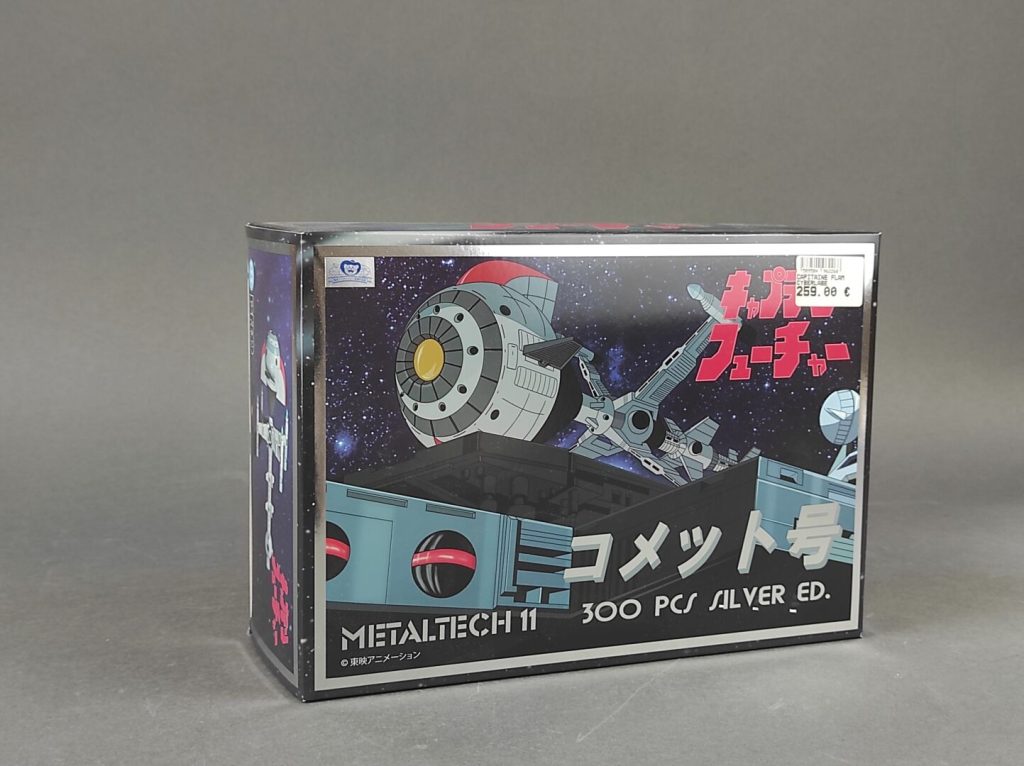 CAPITAINE FLAM
CYBERLABE
259.00 €
キャプテン
フューチャー
コメット号
300 PCS SILVER ED.
METALTECH 11
© 東映アニメーション